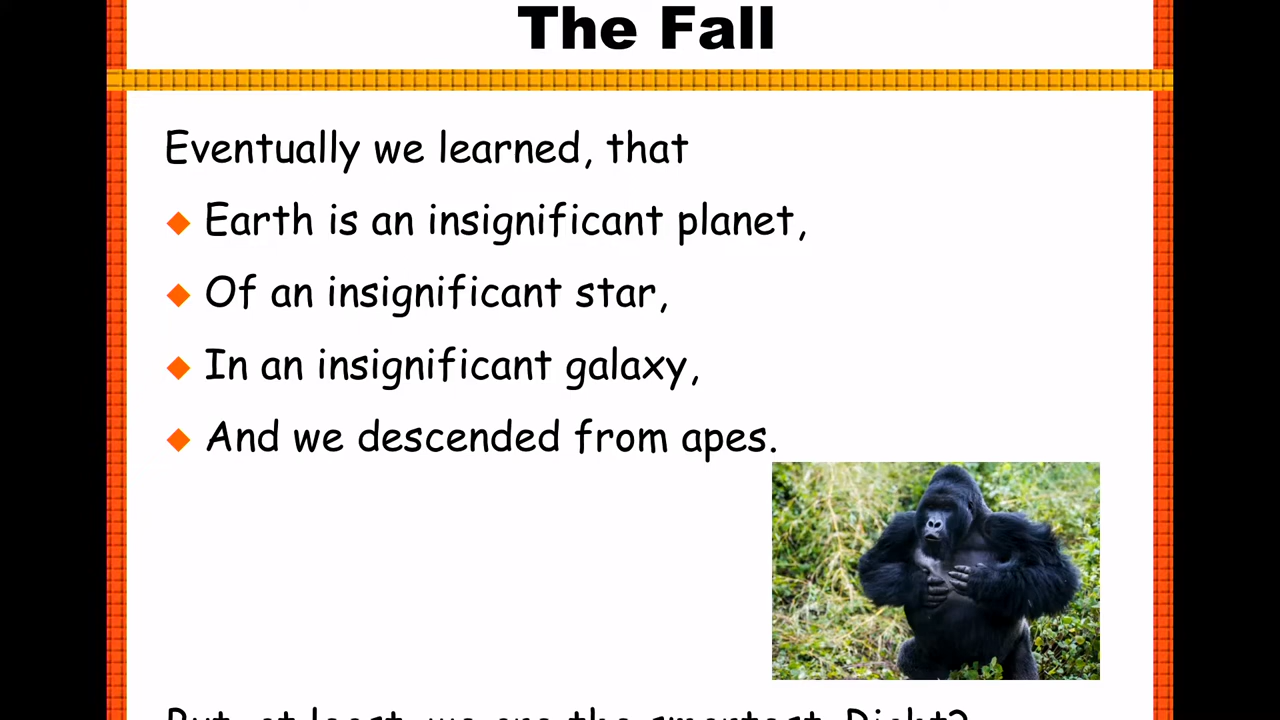 The Fall
Eventually we learned, that
Earth is an insignificant planet,
Of an insignificant star,
In an insignificant galaxy,
And we descended from apes.
But, at least, we are the smartest. Right?